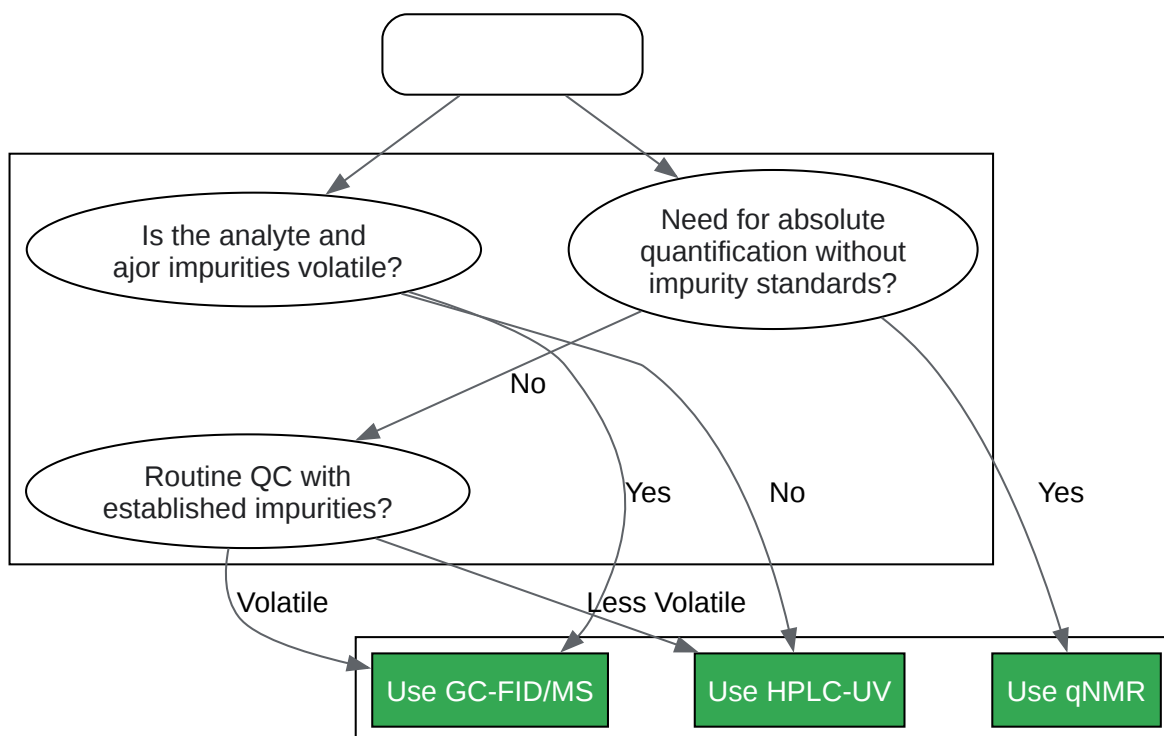 Is the analyte and
ajor impurities volatile?
Need for absolute
quantification without
impurity standards?
No
Routine QC with
established impurities?
Yes
No
Yes
Volatile
Less Volatile
Use GC-FID/MS
Use HPLC-UV
Use qNMR